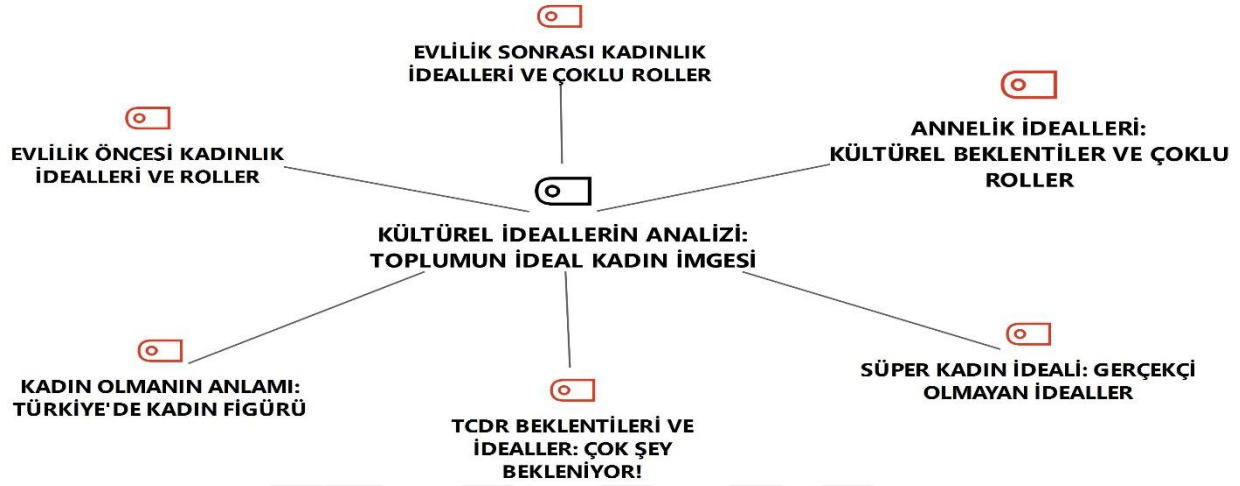 EVLİLİK SONRASI KADINLIK
İDEALLERİ VE ÇOKLU ROLLER
ANNELİK İDEALLERİ:
KÜLTÜREL BEKLENTİLER VE ÇOKLU
ROLLER
EVLİLİK ÖNCESİ KADINLIK
İDEALLERİ VE ROLLER
KÜLTÜREL İDEALLERİN ANALİZİ:
TOPLUMUN İDEAL KADIN İMGESİ
KADIN OLMANIN ANLAMI:
TÜRKİYE'DE KADIN FİGÜRÜ
TCDR BEKLENTİLERİ VE
İDEALLER: ÇOK ŞEY
BEKLENİYOR!
SÜPER KADIN İDEALİ: GERÇEKÇİ
OLMAYAN İDEALLER